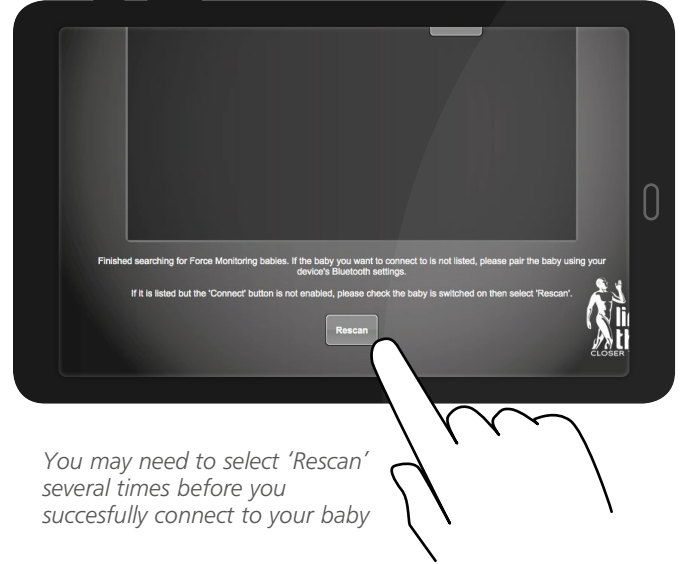 Finished searching for Force Monitoring babies. If the baby you want to connect to is not listed, please pair the baby using your
device's Bluetooth settings.
If it is listed but the 'Connect' button is not enabled, please check the baby is switched on then select 'Rescan'.
Rescan
li
th
CLOSER
You may need to select ‘Rescan’
several times before you
succesfully connect to your baby